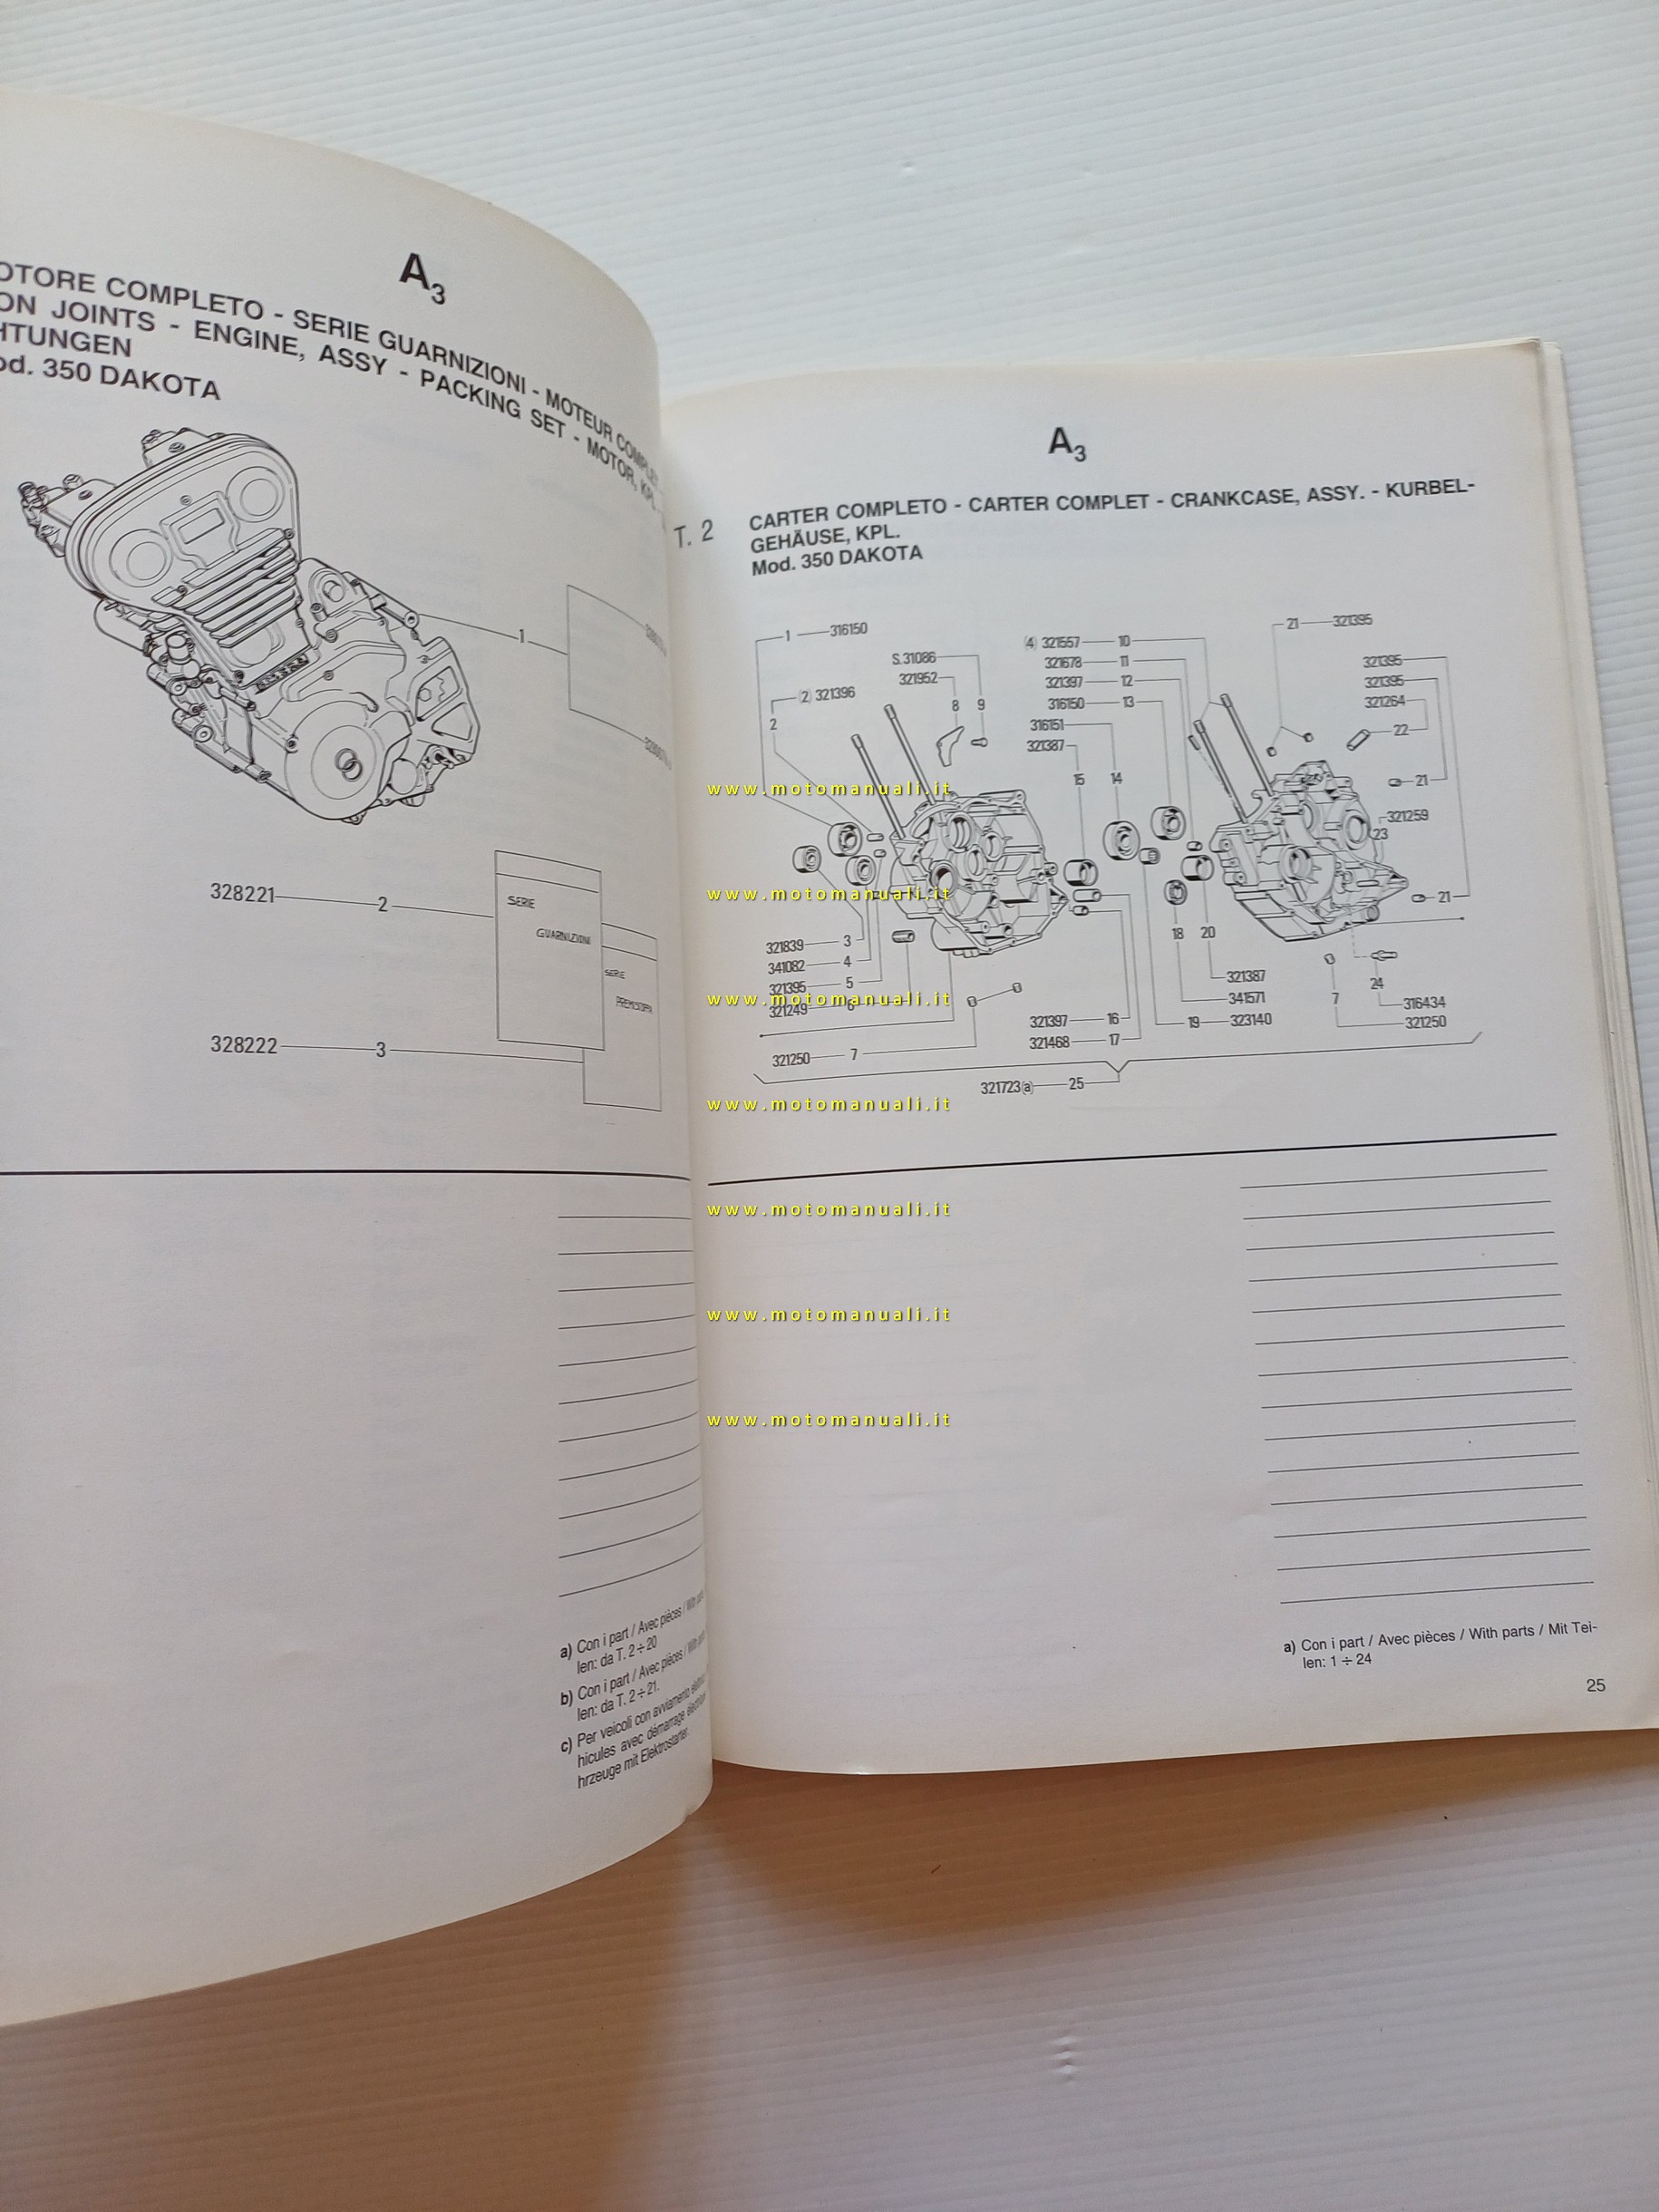 A3
OTORE COMPLETO - SERIE GUARNIZIONI - MOTEUR COMPLET
ON JOINTS - ENGINE, ASSY - PACKING SET - MOTOR, KPL.
HTUNGEN
od. 350 DAKOTA
1
328221 2
SERIE
GUARNIZIONI
SERIE
328222 3
a) Con i part / Avec pièces / With
len: da T. 2÷20
b) Con i part / Avec pièces / With
len: da T. 2÷21.
c) Per veicoli con avviamento
hicules avec démarrage
hrzeuge mit Elektrostarter.
A3
T. 2
CARTER COMPLETO - CARTER COMPLET - CRANKCASE, ASSY. - KURBEL-
GEHÄUSE, KPL.
Mod. 350 DAKOTA
1 316150
(2) 321396
2
S.31086
321952
8 9
(4) 321557 10
321678 11
321397 12
316150 13
316151
321387
15 14
21 321395
321395
321395
321264
22
21
321259
23
21
321839 3
341082 4
321395 5
321249 6
321250 7
18 20
321387
341571
19 323140
321397 16
321468 17
7 24
316434
321250
321723(a) 25
www.motomanuali.it
www.motomanuali.it
www.motomanuali.it
www.motomanuali.it
www.motomanuali.it
www.motomanuali.it
www.motomanuali.it
a) Con i part / Avec pièces / With parts / Mit Tei-
len: 1 ÷ 24
25